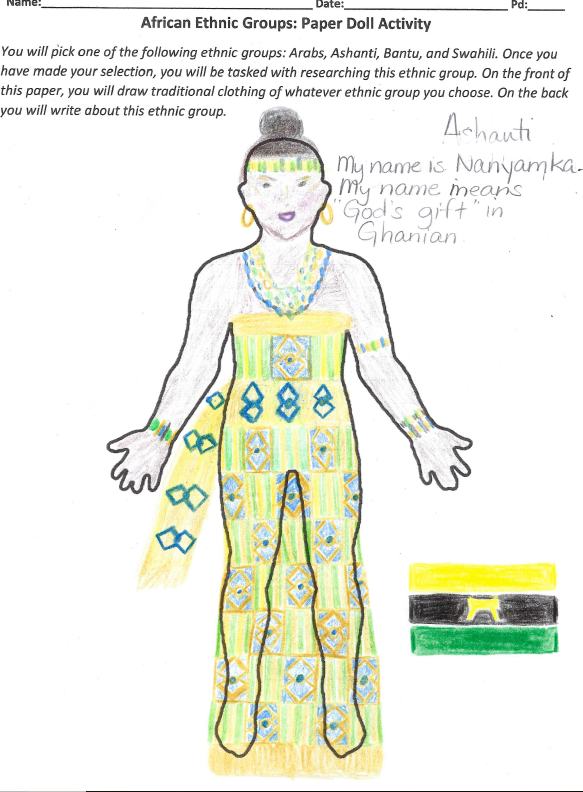 Name:____________ Date:____________ Pd:_____
African Ethnic Groups: Paper Doll Activity
You will pick one of the following ethnic groups: Arabs, Ashanti, Bantu, and Swahili. Once you
have made your selection, you will be tasked with researching this ethnic group. On the front of
this paper, you will draw traditional clothing of whatever ethnic group you choose. On the back
you will write about this ethnic group.
Ashanti
My name is Nanyamka.
My name means
"God's gift" in
Ghanian